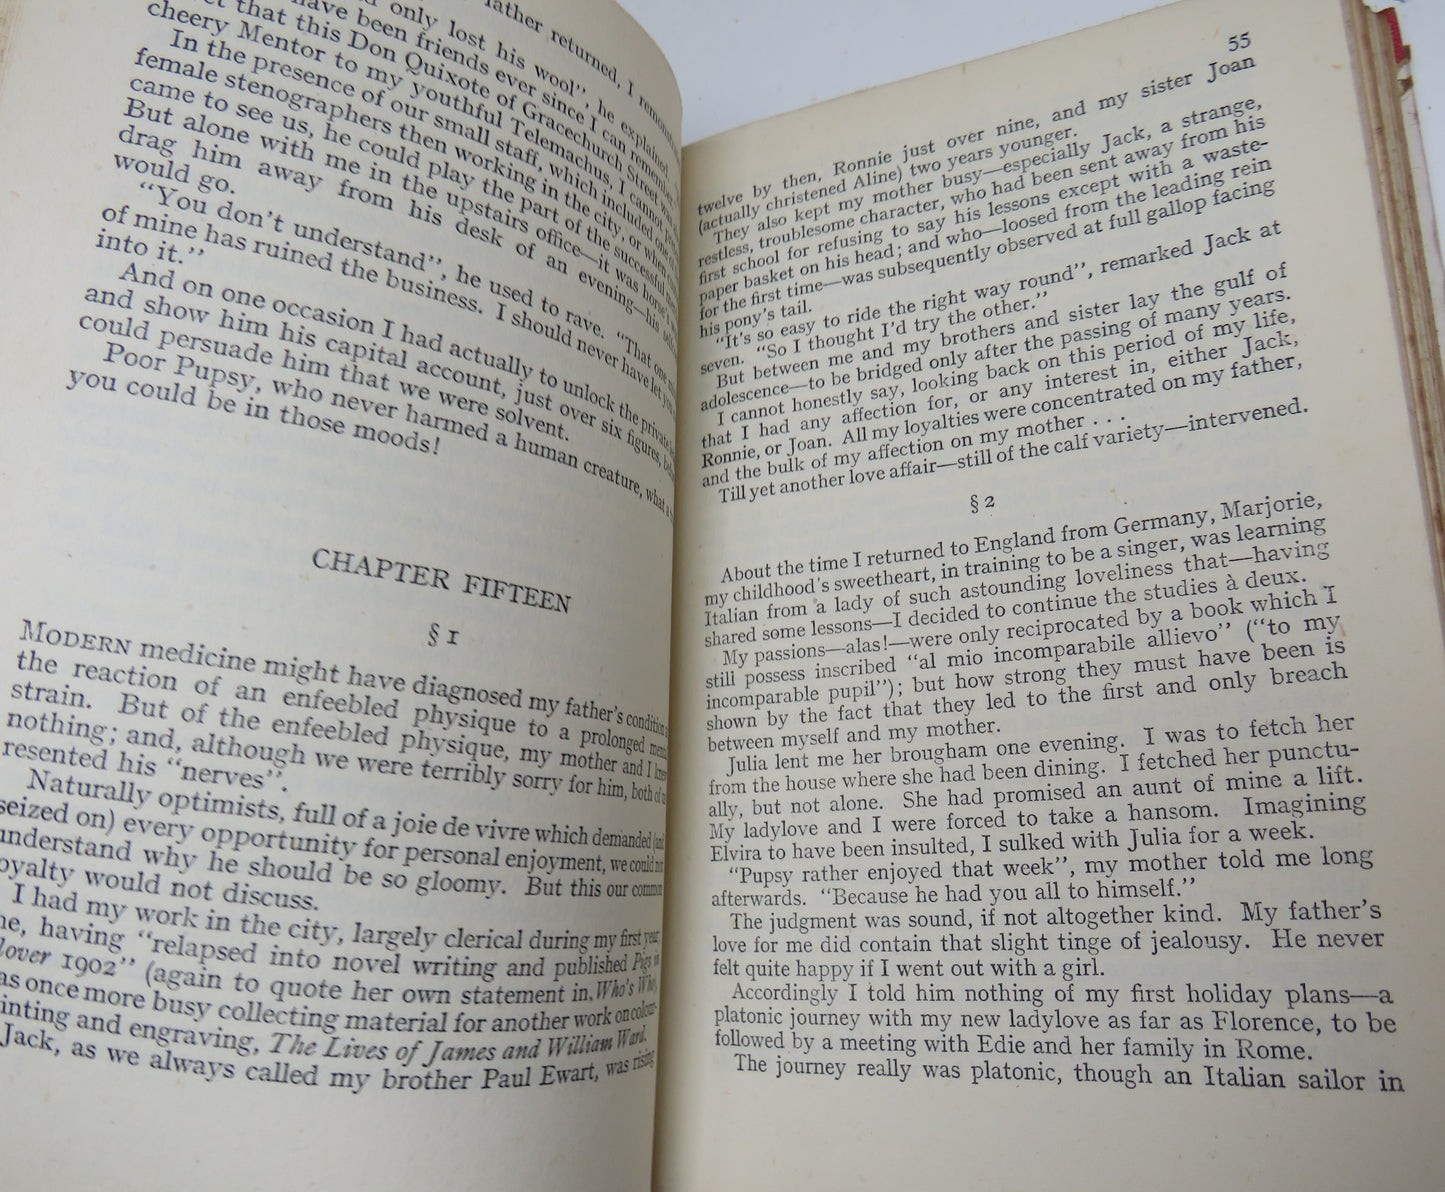 father returned, I
only lost his wool", he explained.
have been friends ever since I can remember.
that this Don Quixote of Gracechurch Street was
cheery Mentor to my youthful Telemachus, I cannot
In the presence of our small staff, which included one of
female stenographers then working in the city, or when
came to see us, he could play the part of the successful
But alone with me in the upstairs office—it was horse's
drag him away from his desk of an evening—his
would go.
"You don't understand", he used to rave. "That one
of mine has ruined the business. I should never have let you
into it."
And on one occasion I had actually to unlock the private
and show him his capital account, just over six figures,
could persuade him that we were solvent.
Poor Pupsy, who never harmed a human creature, what a
you could be in those moods!
CHAPTER FIFTEEN
§ 1
MODERN medicine might have diagnosed my father's condition
the reaction of an enfeebled physique to a prolonged
strain. But of the enfeebled physique, my mother and I knew
nothing; and, although we were terribly sorry for him, both of
resented his "nerves".
Naturally optimists, full of a joie de vivre which demanded (and
seized on) every opportunity for personal enjoyment, we could not
understand why he should be so gloomy. But this our common
loyalty would not discuss.
I had my work in the city, largely clerical during my first year,
having "relapsed into novel writing and published Pigs in
Clover 1902" (again to quote her own statement in Who's Who),
was once more busy collecting material for another work on colour-
printing and engraving, The Lives of James and William Ward.
Jack, as we always called my brother Paul Ewart, was rising
55
twelve by then, Ronnie just over nine, and my sister Joan
(actually christened Aline) two years younger.
They also kept my mother busy—especially Jack, a strange,
restless, troublesome character, who had been sent away from his
first school for refusing to say his lessons except with a waste-
paper basket on his head; and who—loosed from the leading rein
for the first time—was subsequently observed at full gallop facing
his pony's tail.
"It's so easy to ride the right way round", remarked Jack at
seven. "So I thought I'd try the other."
But between me and my brothers and sister lay the gulf of
adolescence—to be bridged only after the passing of many years.
I cannot honestly say, looking back on this period of my life,
that I had any affection for, or any interest in, either Jack,
Ronnie, or Joan. All my loyalties were concentrated on my father,
and the bulk of my affection on my mother . . .
Till yet another love affair—still of the calf variety—intervened.
§ 2
About the time I returned to England from Germany, Marjorie,
my childhood's sweetheart, in training to be a singer, was learning
Italian from a lady of such astounding loveliness that—having
shared some lessons—I decided to continue the studies à deux.
My passions—alas!—were only reciprocated by a book which I
still possess inscribed "al mio incomparabile allievo" ("to my
incomparable pupil"); but how strong they must have been is
shown by the fact that they led to the first and only breach
between myself and my mother.
Julia lent me her brougham one evening. I was to fetch her
from the house where she had been dining. I fetched her punctu-
ally, but not alone. She had promised an aunt of mine a lift.
My ladylove and I were forced to take a hansom. Imagining
Elvira to have been insulted, I sulked with Julia for a week.
"Pupsy rather enjoyed that week", my mother told me long
afterwards. "Because he had you all to himself."
The judgment was sound, if not altogether kind. My father's
love for me did contain that slight tinge of jealousy. He never
felt quite happy if I went out with a girl.
Accordingly I told him nothing of my first holiday plans—a
platonic journey with my new ladylove as far as Florence, to be
followed by a meeting with Edie and her family in Rome.
The journey really was platonic, though an Italian sailor in